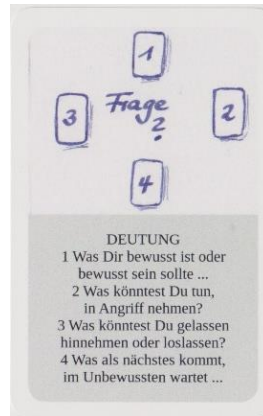 1
Frage
?
3
2
4
DEUTUNG
1 Was Dir bewusst ist oder
bewusst sein sollte ...
2 Was könntest Du tun,
in Angriff nehmen?
3 Was könntest Du gelassen
hinnehmen oder loslassen?
4 Was als nächstes kommt,
im Unbewussten wartet ...